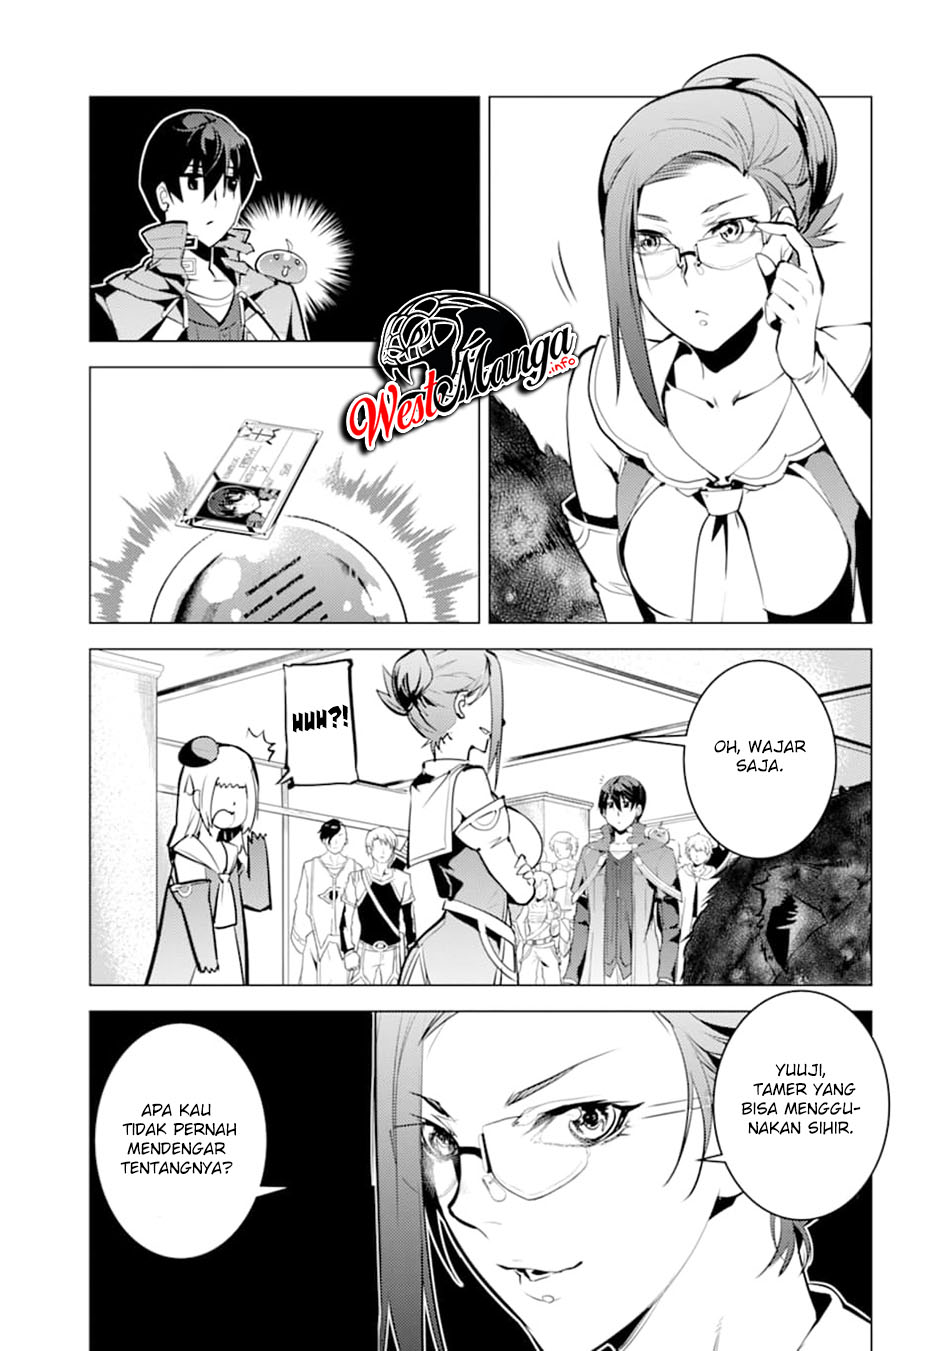 WestManga
.info
HUH?!
OH, WAJAR
SAJA.
YUUJI,
TAMER YANG
BISA MENGGU-
NAKAN SIHIR.
APA KAU
TIDAK PERNAH
MENDENGAR
TENTANGNYA?